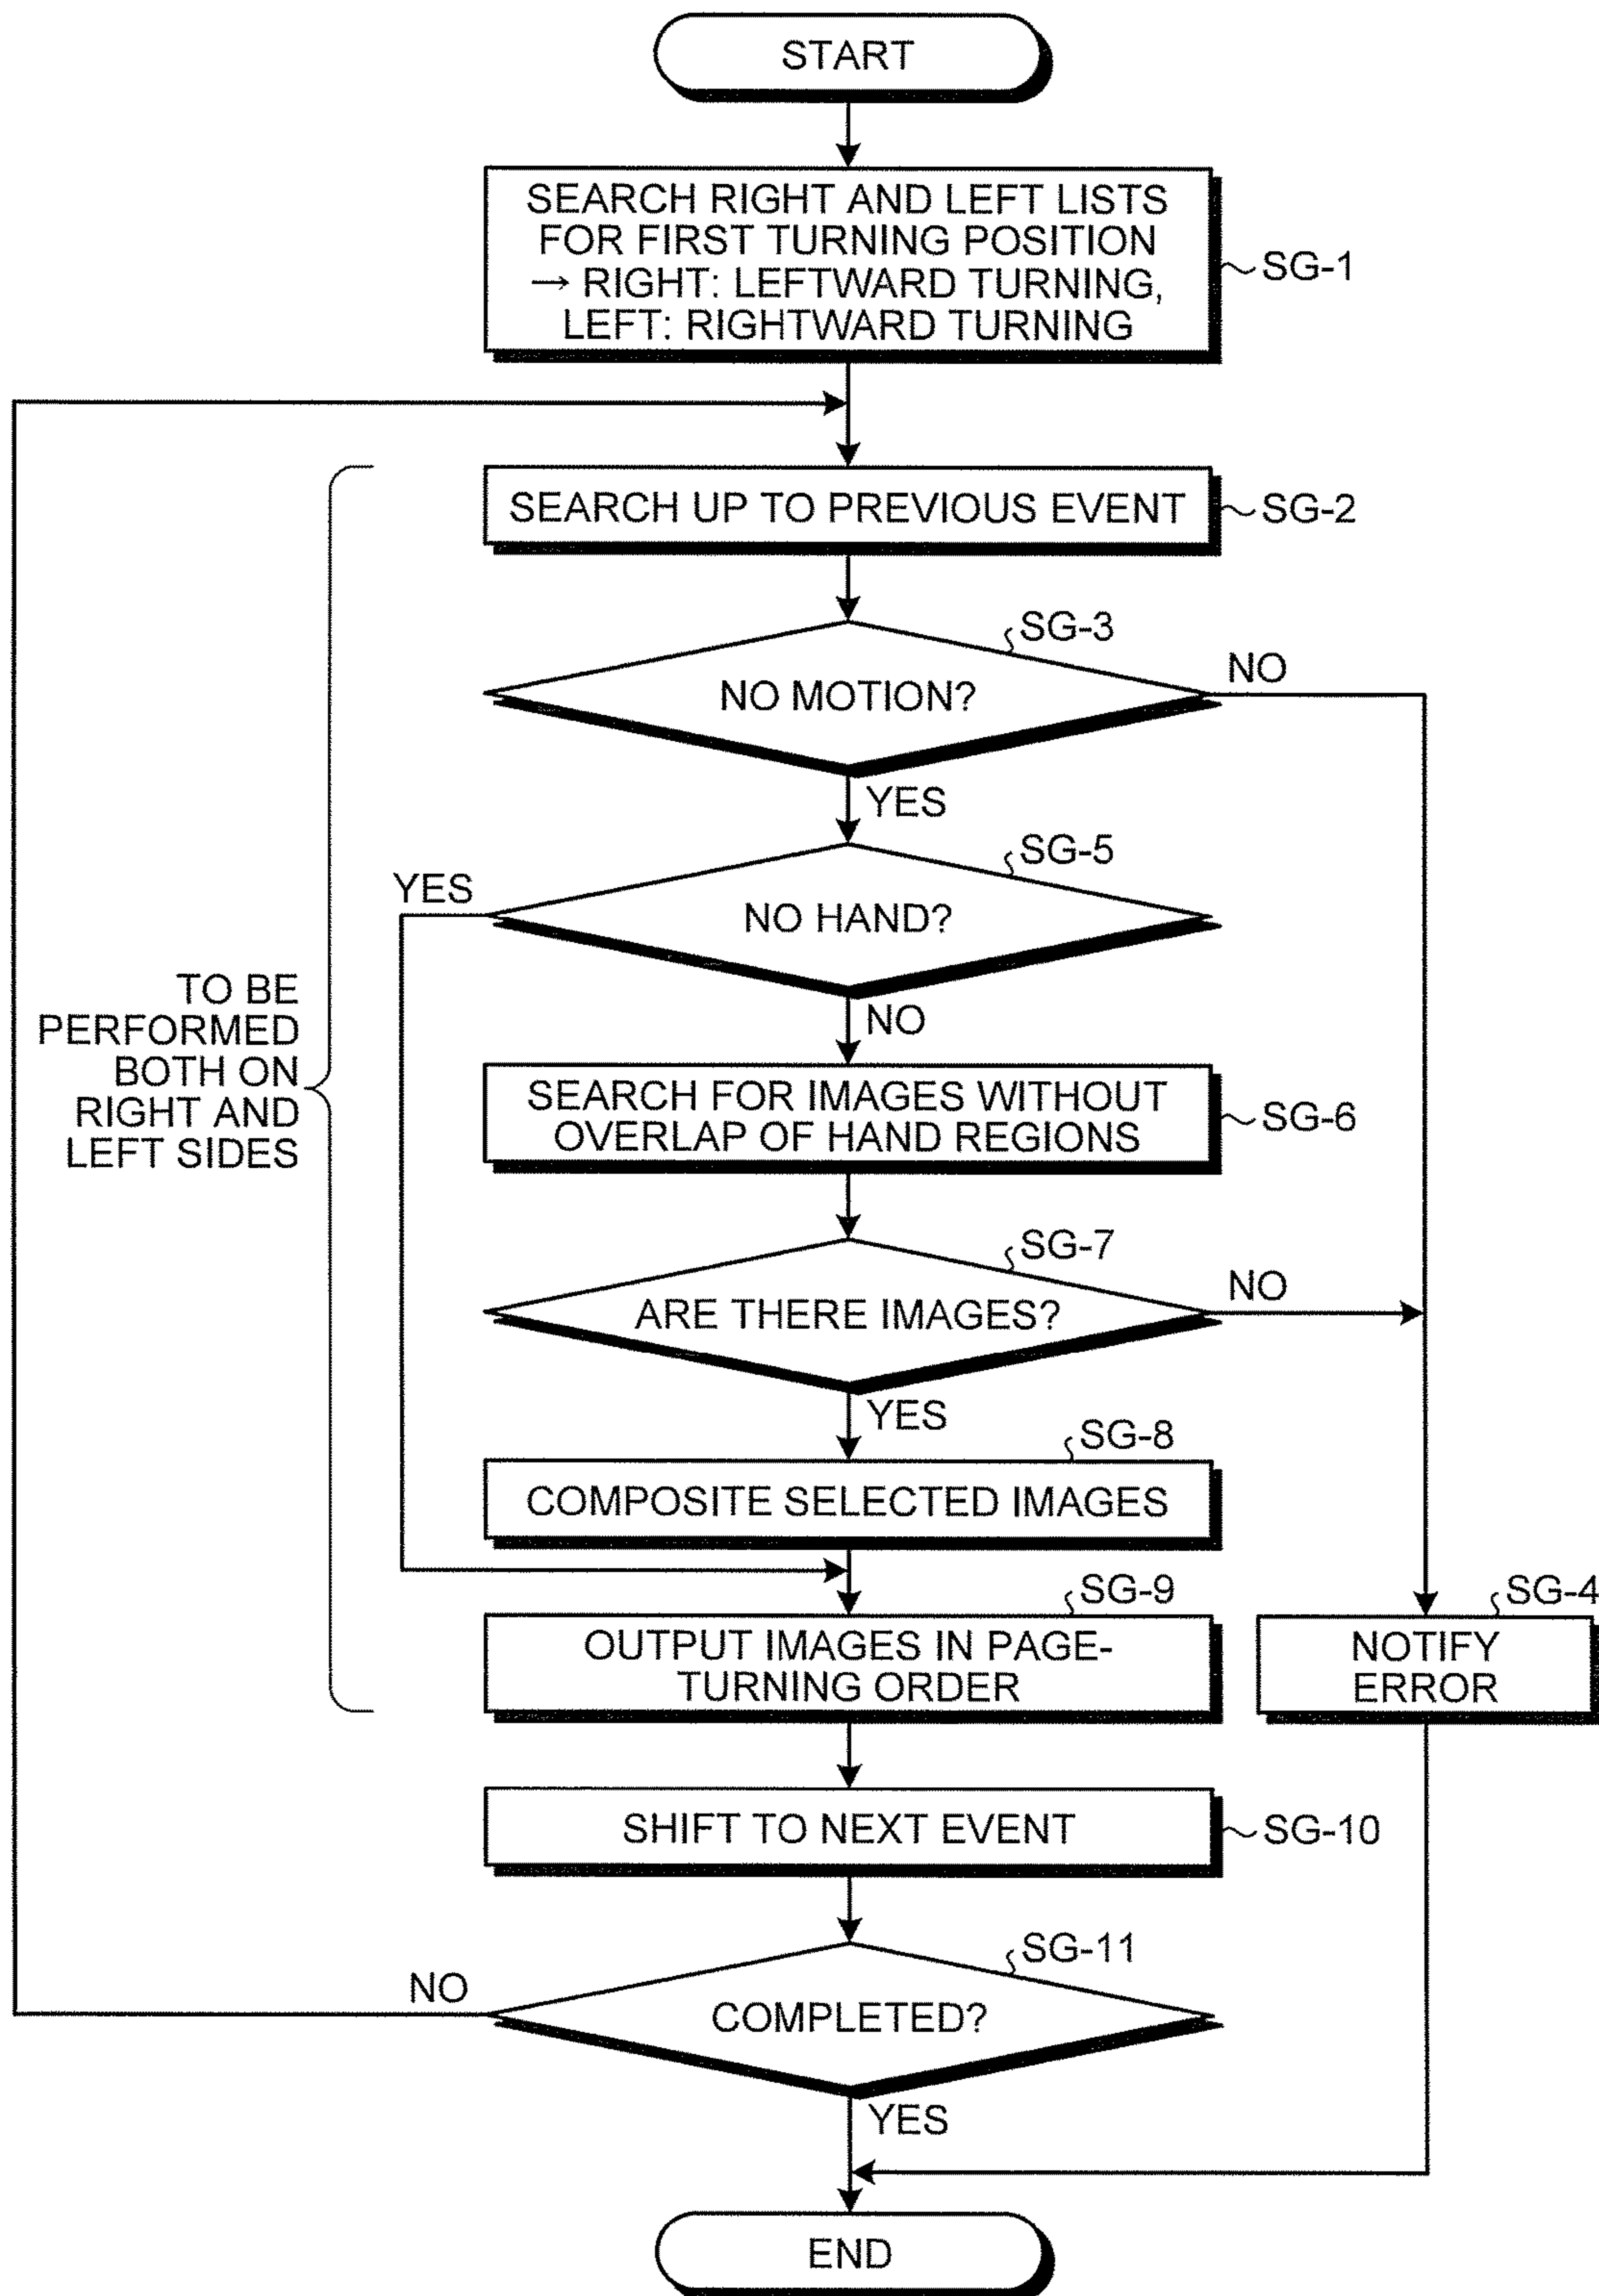 START
SEARCH RIGHT AND LEFT LISTS
FOR FIRST TURNING POSITION
→ RIGHT: LEFTWARD TURNING,
LEFT: RIGHTWARD TURNING
SG-1
SEARCH UP TO PREVIOUS EVENT
SG-2
SG-3
NO MOTION?
NO
YES
SG-5
NO HAND?
YES
NO
TO BE
PERFORMED
BOTH ON
RIGHT AND
LEFT SIDES
SEARCH FOR IMAGES WITHOUT
OVERLAP OF HAND REGIONS
SG-6
SG-7
ARE THERE IMAGES?
NO
YES
SG-8
COMPOSITE SELECTED IMAGES
SG-9
OUTPUT IMAGES IN PAGE-
TURNING ORDER
SG-4
NOTIFY
ERROR
SHIFT TO NEXT EVENT
SG-10
SG-11
COMPLETED?
NO
YES
END